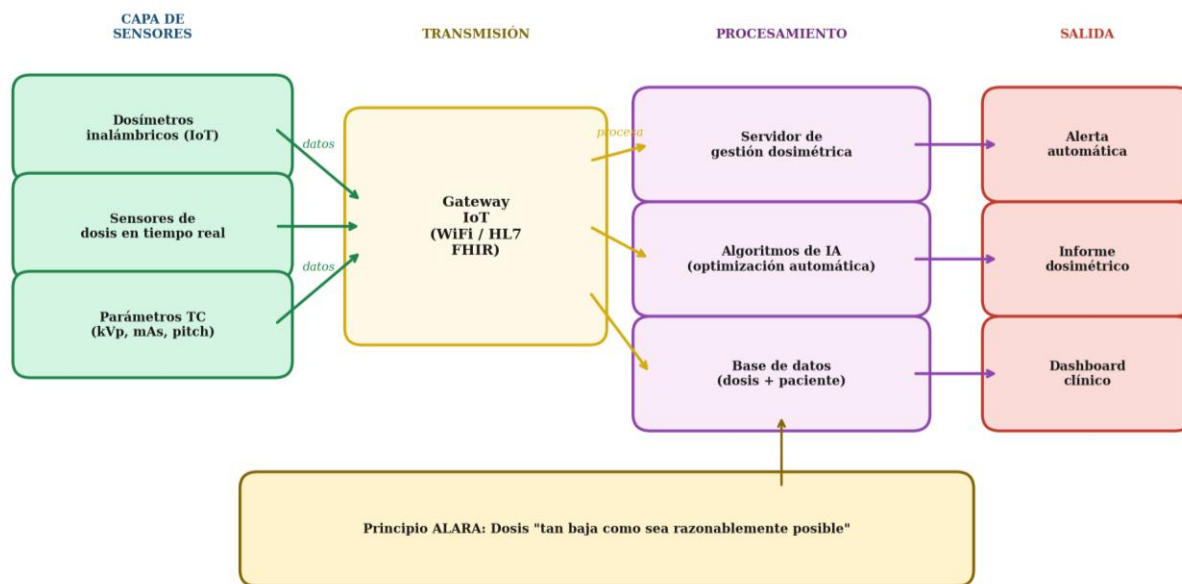 CAPA DE
SENSORES
TRANSMISIÓN
PROCESAMIENTO
SALIDA
Dosímetros
inalámbricos (IoT)
datos
Sensores de
dosis en tiempo real
datos
Parámetros TC
(kVp, mAs, pitch)
Gateway
IoT
(WiFi / HL7
FHIR)
procesa
Servidor de
gestión dosimétrica
Algoritmos de IA
(optimización automática)
Base de datos
(dosis + paciente)
Alerta
automática
Informe
dosimétrico
Dashboard
clínico
Principio ALARA: Dosis "tan baja como sea razonablemente posible"